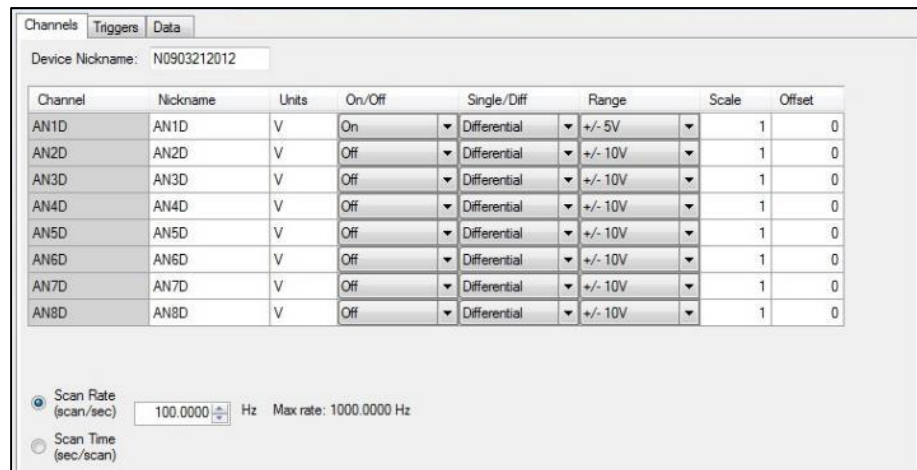 Channels Triggers Data
Device Nickname: N0903212012
Channel Nickname Units On/Off Single/Diff Range Scale Offset
AN1D AN1D V On Differential +/- 5V 1 0
AN2D AN2D V Off Differential +/- 10V 1 0
AN3D AN3D V Off Differential +/- 10V 1 0
AN4D AN4D V Off Differential +/- 10V 1 0
AN5D AN5D V Off Differential +/- 10V 1 0
AN6D AN6D V Off Differential +/- 10V 1 0
AN7D AN7D V Off Differential +/- 10V 1 0
AN8D AN8D V Off Differential +/- 10V 1 0
Scan Rate
(scan/sec) 100.0000 Hz Max rate: 1000.0000 Hz
Scan Time
(sec/scan)